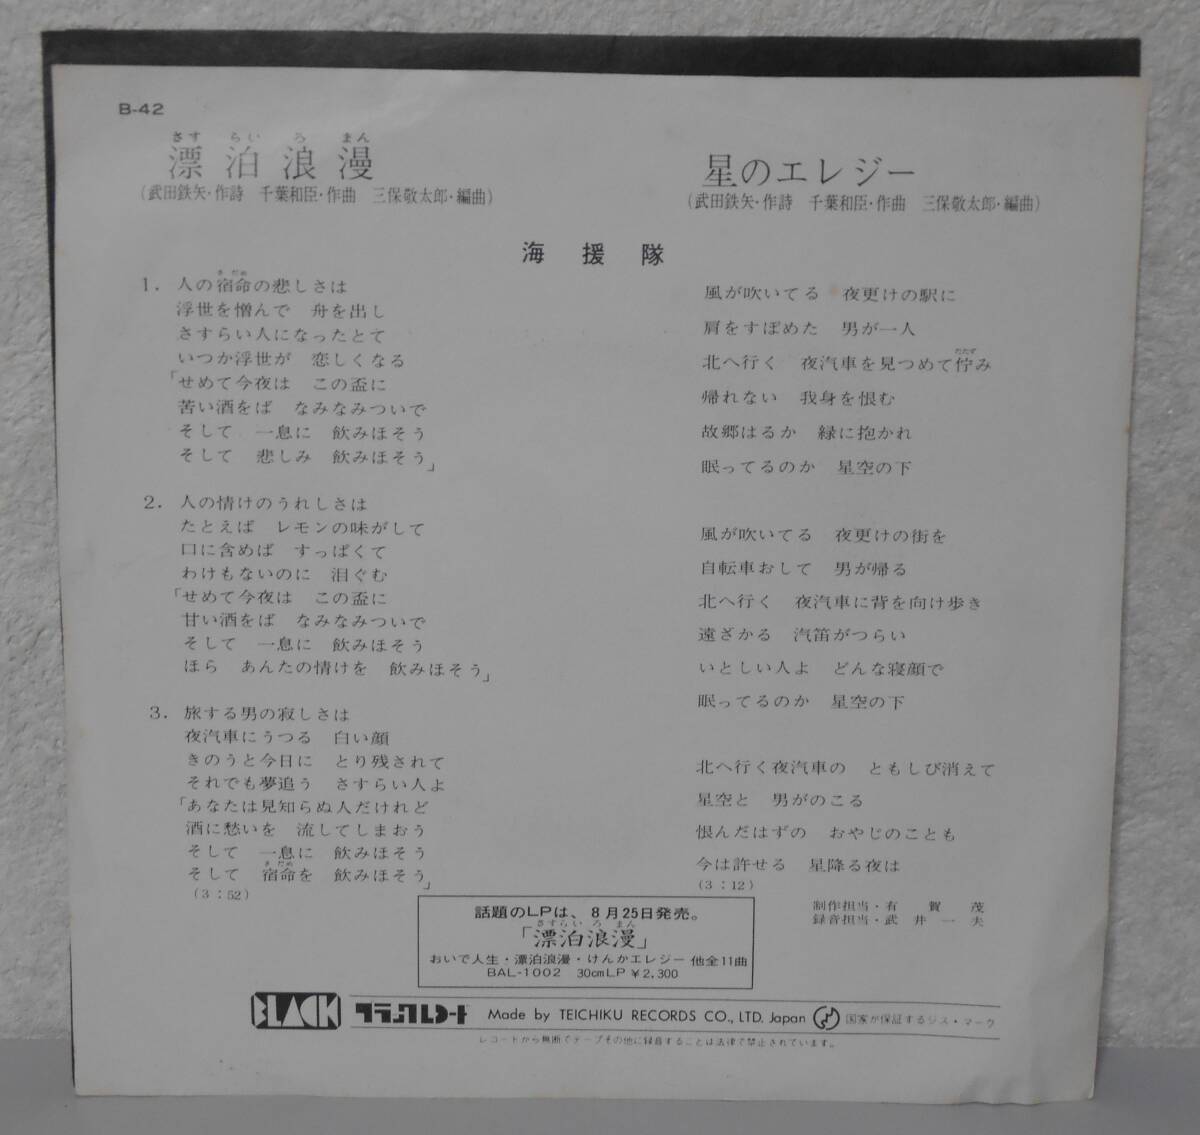 B-42
さすらいろまん
漂泊浪漫
(武田鉄矢・作詩　千葉和臣・作曲　三保敬太郎・編曲)
星のエレジー
(武田鉄矢・作詩　千葉和臣・作曲　三保敬太郎・編曲)
海援隊
さだめ
1. 人の宿命の悲しさは
浮世を憎んで　舟を出し
さすらい人になったとて
いつか浮世が　恋しくなる
「せめて今夜は　この盃に
苦い酒をば　なみなみついで
そして　一息に　飲みほそう
そして　悲しみ　飲みほそう」
2. 人の情けのうれしさは
たとえば　レモンの味がして
口に含めば　すっぱくて
わけもないのに　泪ぐむ
「せめて今夜は　この盃に
甘い酒をば　なみなみついで
そして　一息に　飲みほそう
ほら　あんたの情けを　飲みほそう」
3. 旅する男の寂しさは
夜汽車にうつる　白い顔
きのうと今日に　とり残されて
それでも夢追う　さすらい人よ
「あなたは見知らぬ人だけれど
酒に愁いを　流してしまおう
そして　一息に　飲みほそう
さだめ
そして　宿命を　飲みほそう」
(3:52)
風が吹いてる　夜更けの駅に
肩をすぼめた　男が一人
たたず
北へ行く　夜汽車を見つめて佇み
帰れない　我身を恨む
故郷はるか　緑に抱かれ
眠ってるのか　星空の下
風が吹いてる　夜更けの街を
自転車おして　男が帰る
北へ行く　夜汽車に背を向け歩き
遠ざかる　汽笛がつらい
いとしい人よ　どんな寝顔で
眠ってるのか　星空の下
北へ行く夜汽車の　ともしび消えて
星空と　男がのこる
恨んだはずの　おやじのことも
今は許せる　星降る夜は
(3:12)
制作担当・有賀茂
録音担当・武井一夫
話題のLPは、8月25日発売。
さすらいろまん
「漂泊浪漫」
おいで人生・漂泊浪漫・けんかエレジー 他全11曲
BAL-1002　30cmLP ¥2,300
BLACK ブラックレコード Made by TEICHIKU RECORDS CO., LTD. Japan 国家が保証するジス・マーク
レコードから無断でテープその他に録音することは法律で禁止されています。